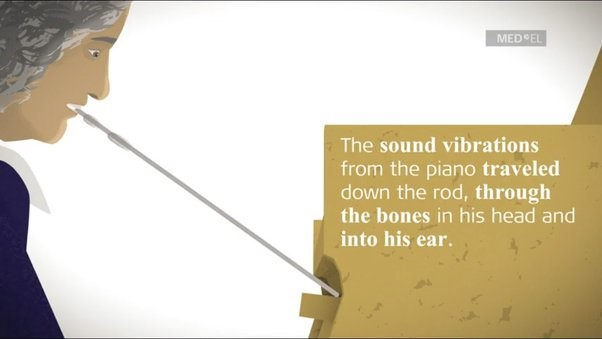 MED·EL
The sound vibrations
from the piano traveled
down the rod, through
the bones in his head and
into his ear.